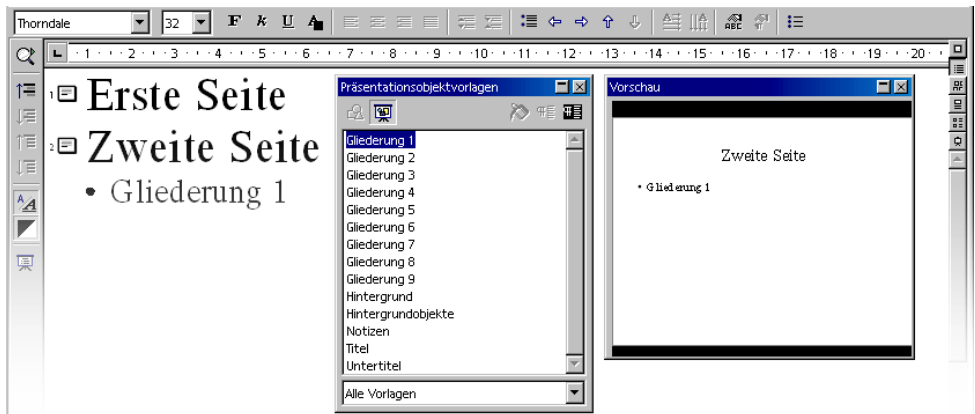 Thorndale 32 F k U A
1 2 3 4 5 6 7 8 9 10 11 12 13 14 15 16 17 18 19 20
1 Erste Seite
2 Zweite Seite
• Gliederung 1
Präsentationsobjektvorlagen
Gliederung 1
Gliederung 2
Gliederung 3
Gliederung 4
Gliederung 5
Gliederung 6
Gliederung 7
Gliederung 8
Gliederung 9
Hintergrund
Hintergrundobjekte
Notizen
Titel
Untertitel
Alle Vorlagen
Vorschau
Zweite Seite
• Gliederung 1